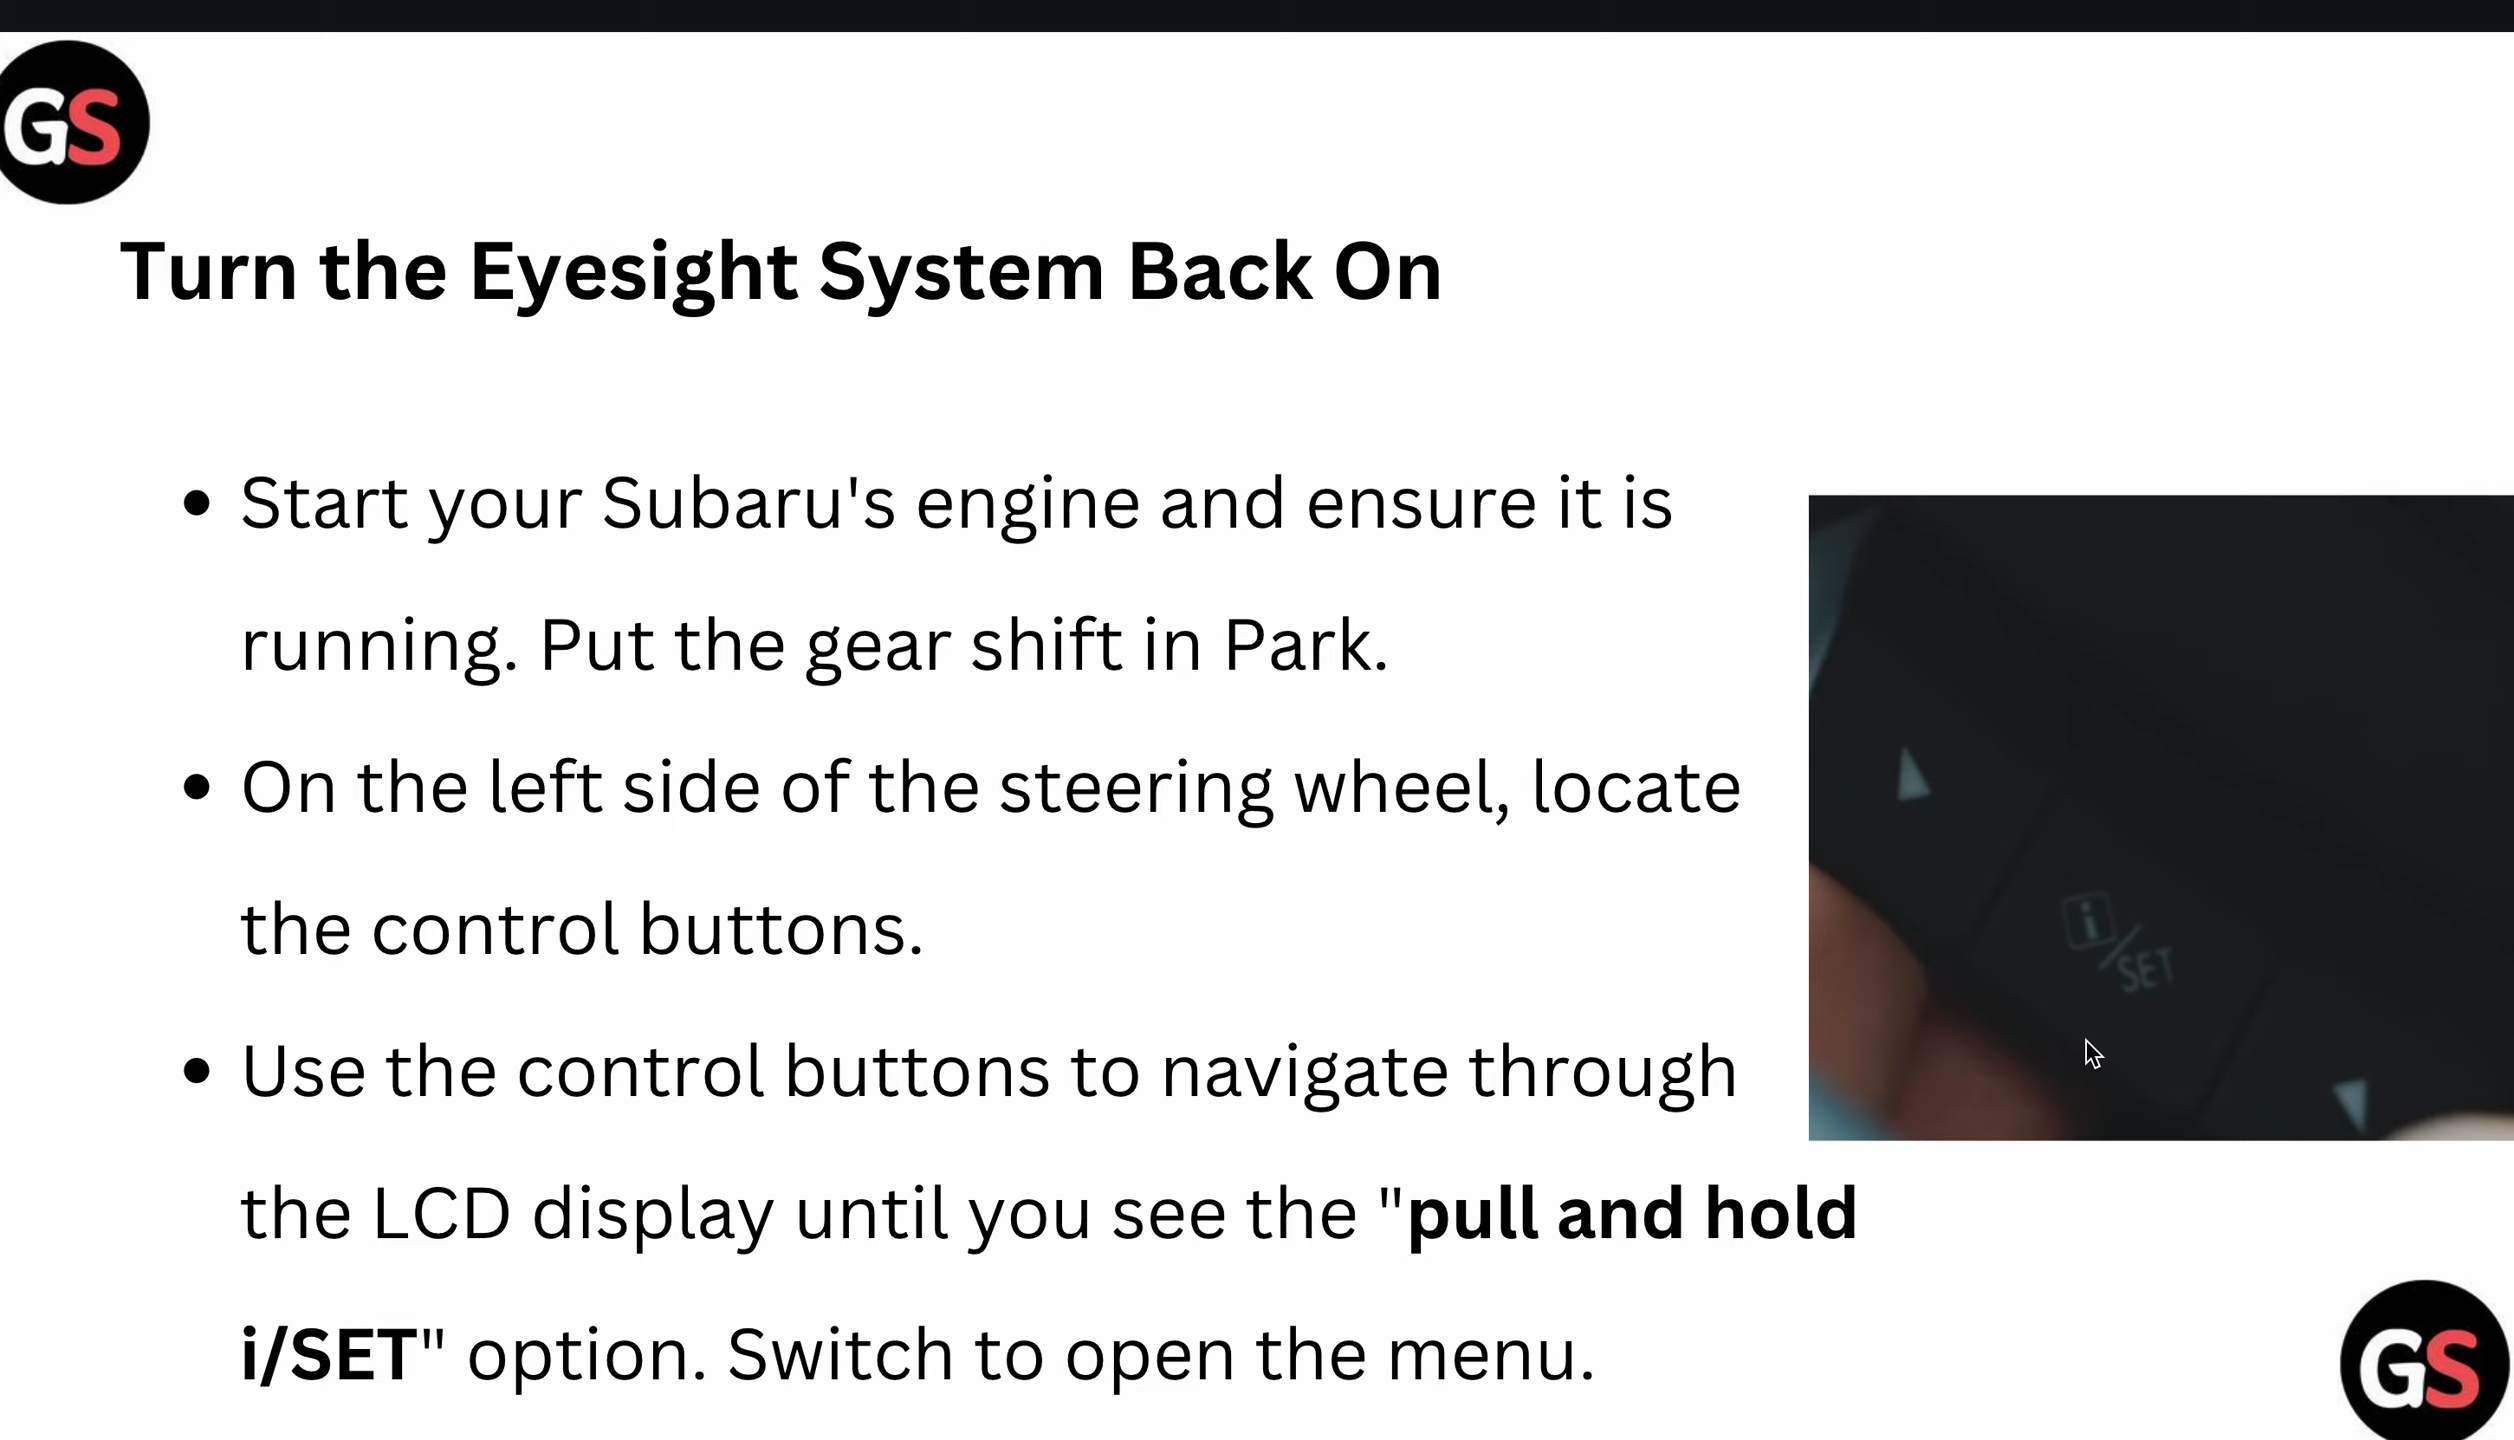 GS
Turn the Eyesight System Back On
• Start your Subaru's engine and ensure it is
running. Put the gear shift in Park.
• On the left side of the steering wheel, locate
the control buttons.
• Use the control buttons to navigate through
the LCD display until you see the "pull and hold
i/SET" option. Switch to open the menu.
i/SET
GS